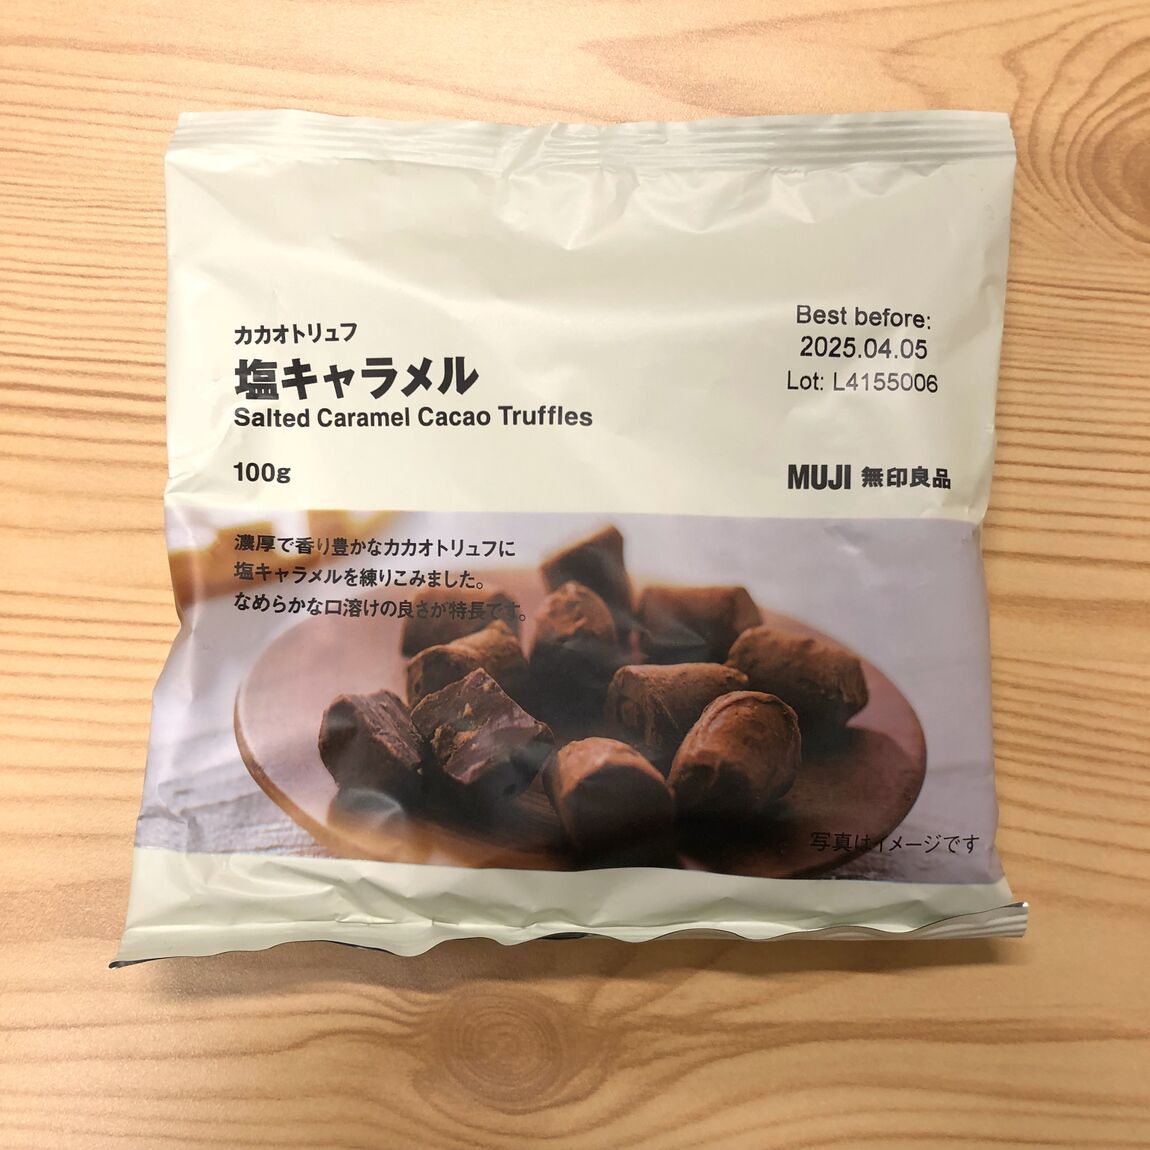 カカオトリュフ
塩キャラメル
Salted Caramel Cacao Truffles
100g
Best before:
2025.04.05
Lot: L4155006
MUJI 無印良品
濃厚で香り豊かなカカオトリュフに
塩キャラメルを練りこみました。
なめらかな口溶けの良さが特長です。
写真はイメージです